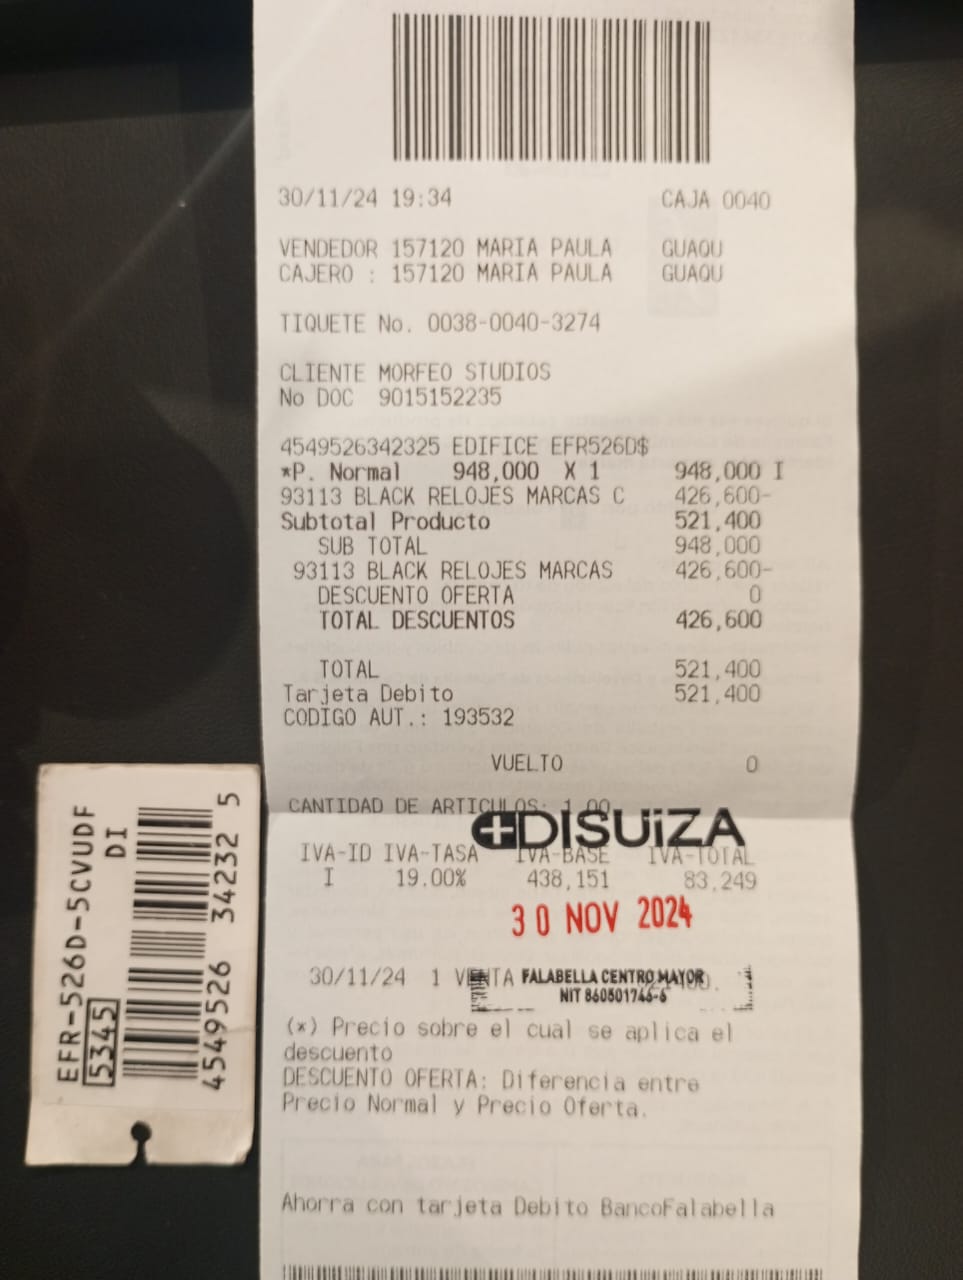 30/11/24 19:34 CAJA 0040
VENDEDOR 157120 MARIA PAULA GUAQU
CAJERO : 157120 MARIA PAULA GUAQU
TIQUETE No. 0038-0040-3274
CLIENTE MORFEO STUDIOS
No DOC 9015152235
4549526342325 EDIFICE EFR526D$
*P. Normal 948,000 X 1 948,000 I
93113 BLACK RELOJES MARCAS C 426,600-
Subtotal Producto 521,400
SUB TOTAL 948,000
93113 BLACK RELOJES MARCAS 426,600-
DESCUENTO OFERTA 0
TOTAL DESCUENTOS 426,600
TOTAL 521,400
Tarjeta Debito 521,400
CODIGO AUT.: 193532
VUELTO 0
CANTIDAD DE ARTICULOS: 1.00
DISUiZA
IVA-ID IVA-TASA IVA-BASE IVA-TOTAL
I 19.00% 438,151 83,249
30 NOV 2024
30/11/24 1 VENTA
FALABELLA CENTRO MAYOR
NIT 860501746-6
(*) Precio sobre el cual se aplica el
descuento
DESCUENTO OFERTA: Diferencia entre
Precio Normal y Precio Oferta.
Ahorra con tarjeta Debito BancoFalabella
EFR-526D-5CVUDF
DI
5345
4549526 34232 5